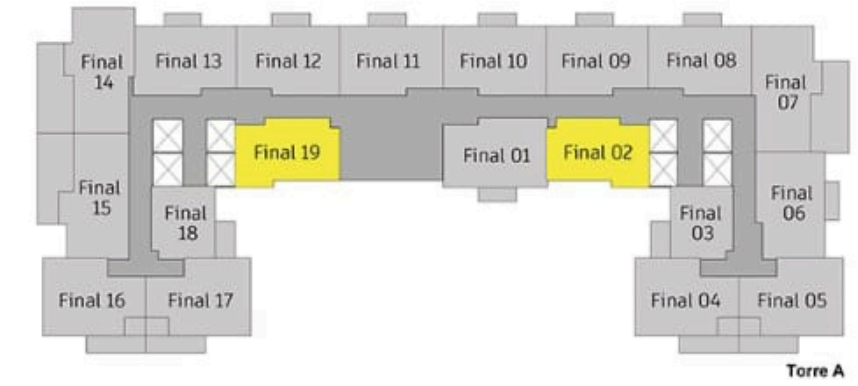 Final
14
Final 13
Final 12
Final 11
Final 10
Final 09
Final 08
Final
07
Final 19
Final 01
Final 02
Final
15
Final
18
Final
03
Final
06
Final 16
Final 17
Final 04
Final 05
Torre A